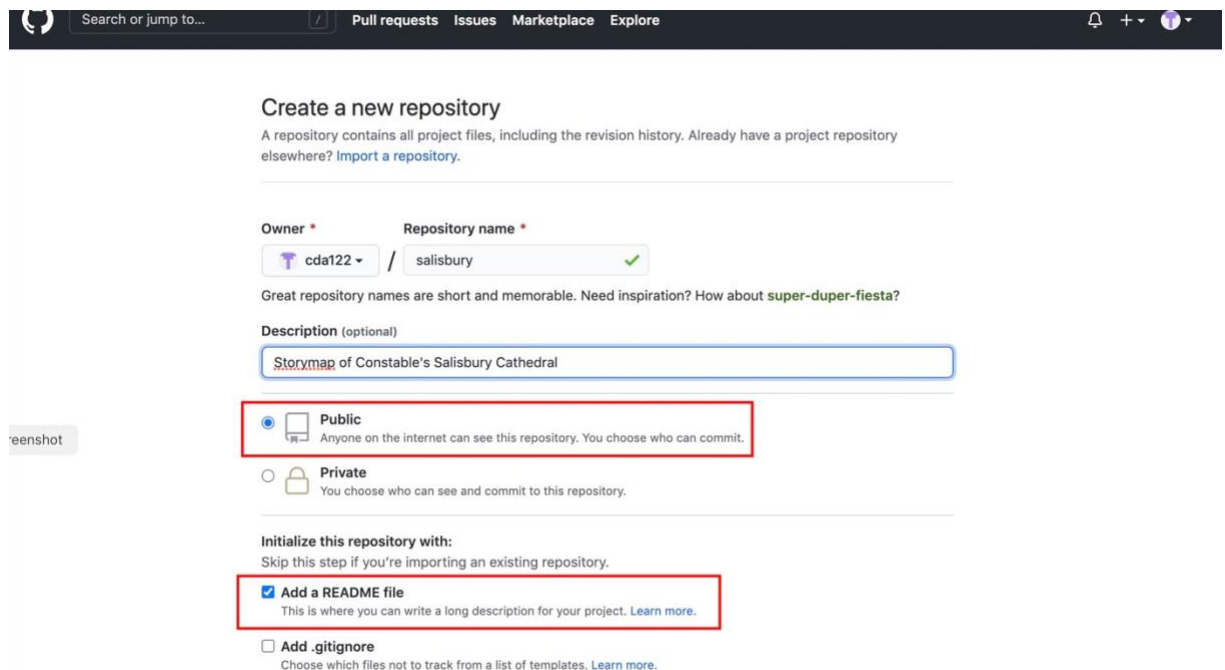 Search or jump to... / Pull requests Issues Marketplace Explore
Create a new repository
A repository contains all project files, including the revision history. Already have a project repository
elsewhere? Import a repository.
Owner * Repository name *
cda122 / salisbury
Great repository names are short and memorable. Need inspiration? How about super-duper-fiesta?
Description (optional)
Storymap of Constable's Salisbury Cathedral
Public
Anyone on the internet can see this repository. You choose who can commit.
reenshot
Private
You choose who can see and commit to this repository.
Initialize this repository with:
Skip this step if you're importing an existing repository.
Add a README file
This is where you can write a long description for your project. Learn more.
Add .gitignore
Choose which files not to track from a list of templates. Learn more.